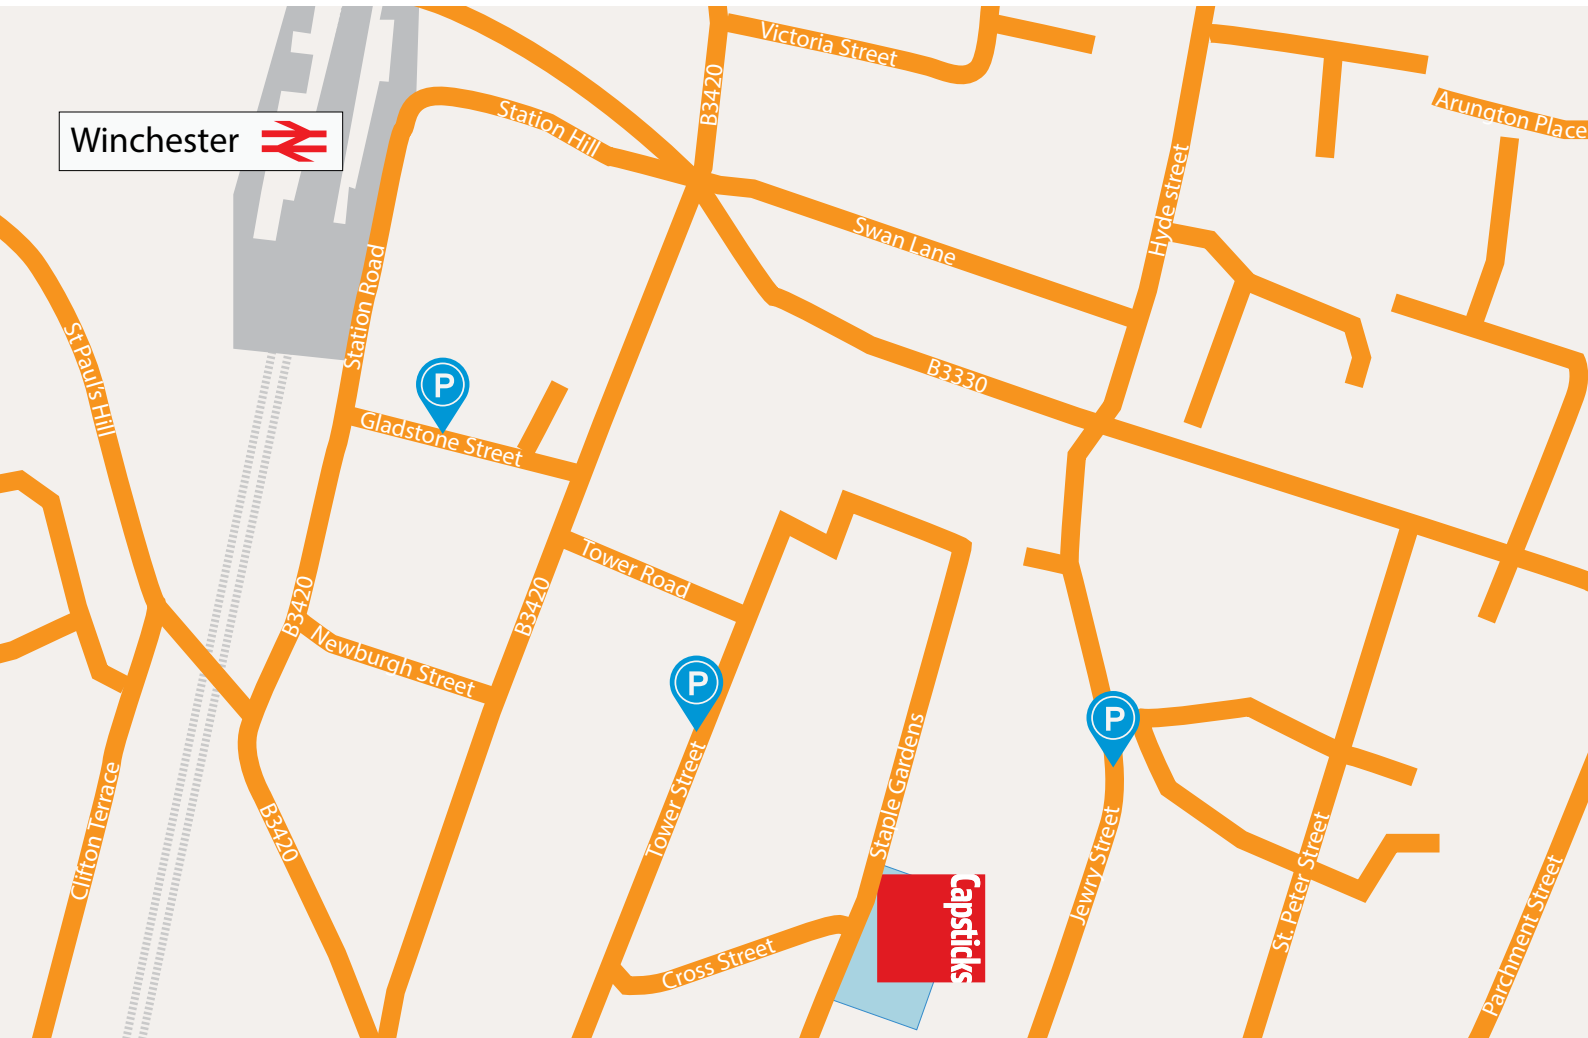 Victoria Street
B3420
Arungton Place
Station Hill
Winchester
Hyde street
Swan Lane
Station Road
St Paul's Hill
P
B3330
Gladstone Street
Tower Road
B3420
B3420
Newburgh Street
P
P
Staple Gardens
Tower Street
Clifton Terrace
B3420
Jewry Street
St. Peter Street
Parchment Street
Capsticks
Cross Street